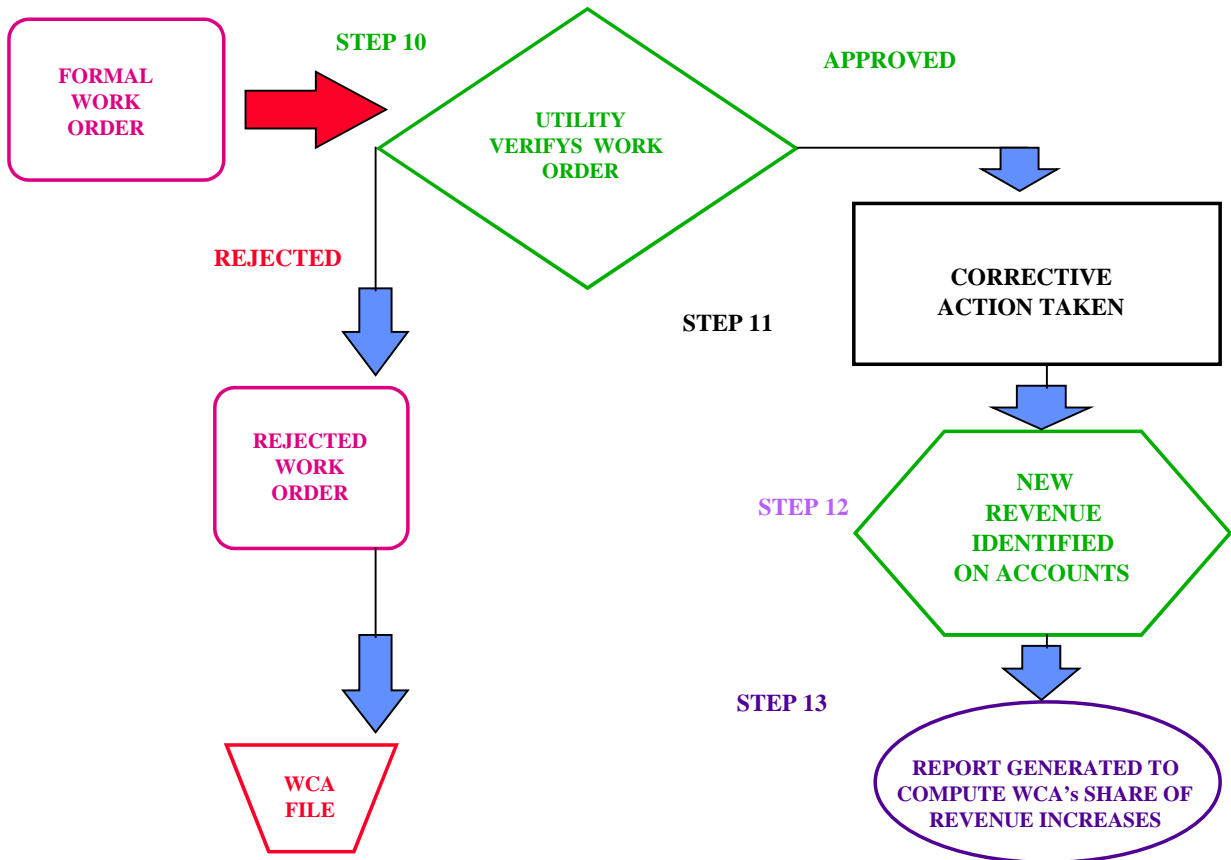 FORMAL
WORK
ORDER
STEP 10
UTILITY
VERIFYS WORK
ORDER
APPROVED
REJECTED
CORRECTIVE
ACTION TAKEN
STEP 11
REJECTED
WORK
ORDER
STEP 12
NEW
REVENUE
IDENTIFIED
ON ACCOUNTS
STEP 13
WCA
FILE
REPORT GENERATED TO
COMPUTE WCA's SHARE OF
REVENUE INCREASES